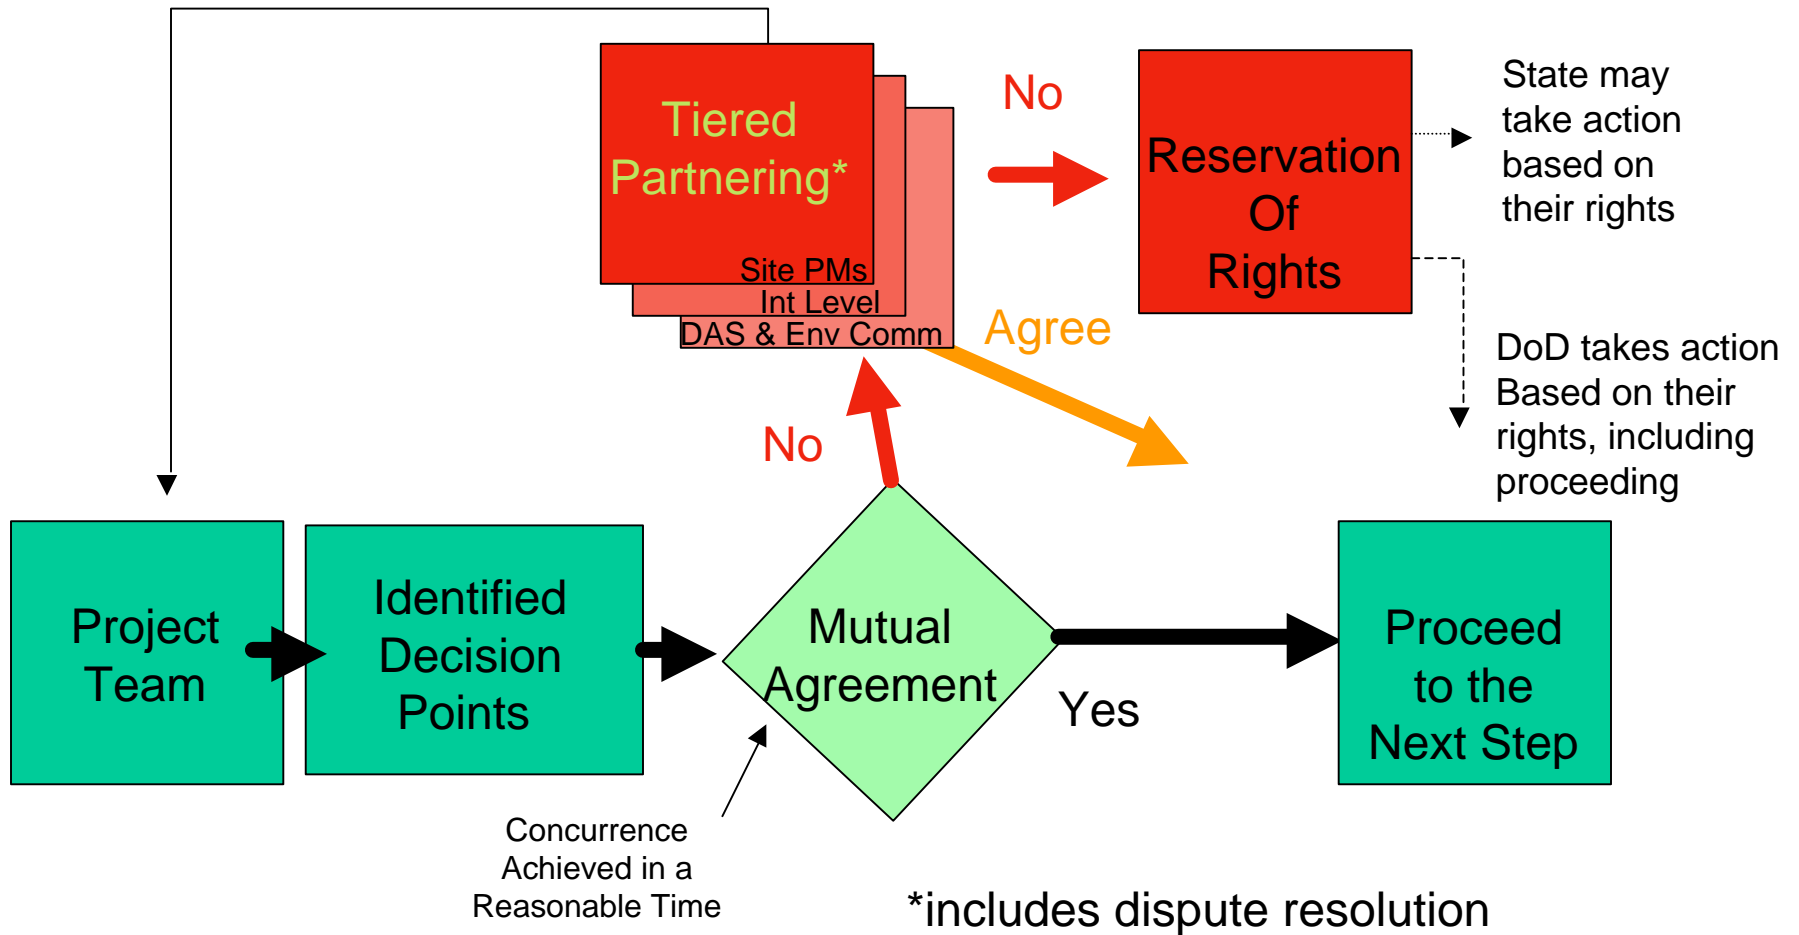 Tiered
Partnering*
Site PMs
Int Level
DAS & Env Comm
No
Reservation
Of
Rights
State may
take action
based on
their rights
Agree
DoD takes action
Based on their
rights, including
proceeding
No
Project
Team
Identified
Decision
Points
Mutual
Agreement
Yes
Proceed
to the
Next Step
Concurrence
Achieved in a
Reasonable Time
*includes dispute resolution